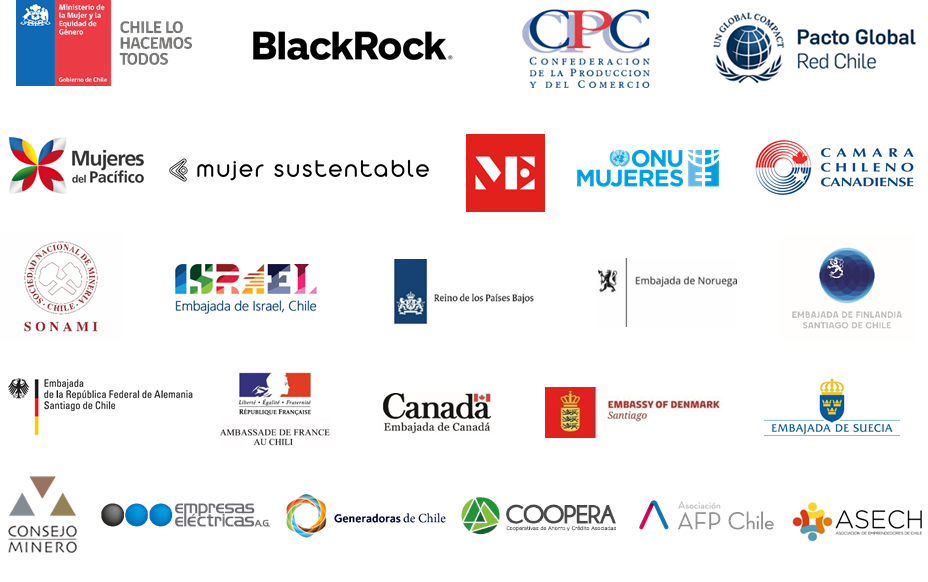 Ministerio de
la Mujer y la
Equidad de
Género
Gobierno de Chile
CHILE LO
HACEMOS
TODOS
BlackRock®
CPC
CONFEDERACION
DE LA PRODUCCION
Y DEL COMERCIO
UN GLOBAL COMPACT
Pacto Global
Red Chile
Mujeres
del Pacífico
mujer sustentable
ME
ONU
MUJERES
CAMARA
CHILENO
CANADIENSE
SOCIEDAD NACIONAL DE MINERIA
· CHILE ·
SONAMI
ISRAEL
Embajada de Israel, Chile
Reino de los Países Bajos
Embajada de Noruega
EMBAJADA DE FINLANDIA
SANTIAGO DE CHILE
Embajada
de la República Federal de Alemania
Santiago de Chile
Liberté • Égalité • Fraternité
RÉPUBLIQUE FRANÇAISE
AMBASSADE DE FRANCE
AU CHILI
Canada
Embajada de Canadá
EMBASSY OF DENMARK
Santiago
EMBAJADA DE SUECIA
CONSEJO
MINERO
empresas
eléctricas A.G.
Generadoras de Chile
COOPERA
Cooperativas de Ahorro y Crédito Asociadas
Asociación
AFP Chile
ASECH
ASOCIACIÓN DE EMPRENDEDORES DE CHILE